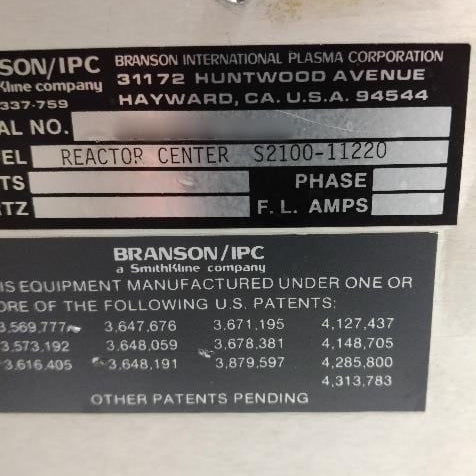 SON/IPC BRANSON INTERNATIONAL PLASMA CORPORATION
Kline company 31172 HUNTWOOD AVENUE
337-759 HAYWARD, CA. U.S.A. 94544
AL NO.
EL REACTOR CENTER S2100-11220
TS PHASE
TZ F. L. AMPS
BRANSON/IPC
a SmithKline company
IS EQUIPMENT MANUFACTURED UNDER ONE OR
ORE OF THE FOLLOWING U.S. PATENTS:
3,569,777 3,647,676 3,671,195 4,127,437
3,573,192 3,648,059 3,678,381 4,148,705
3,616,405 3,648,191 3,879,597 4,285,800
4,313,783
OTHER PATENTS PENDING